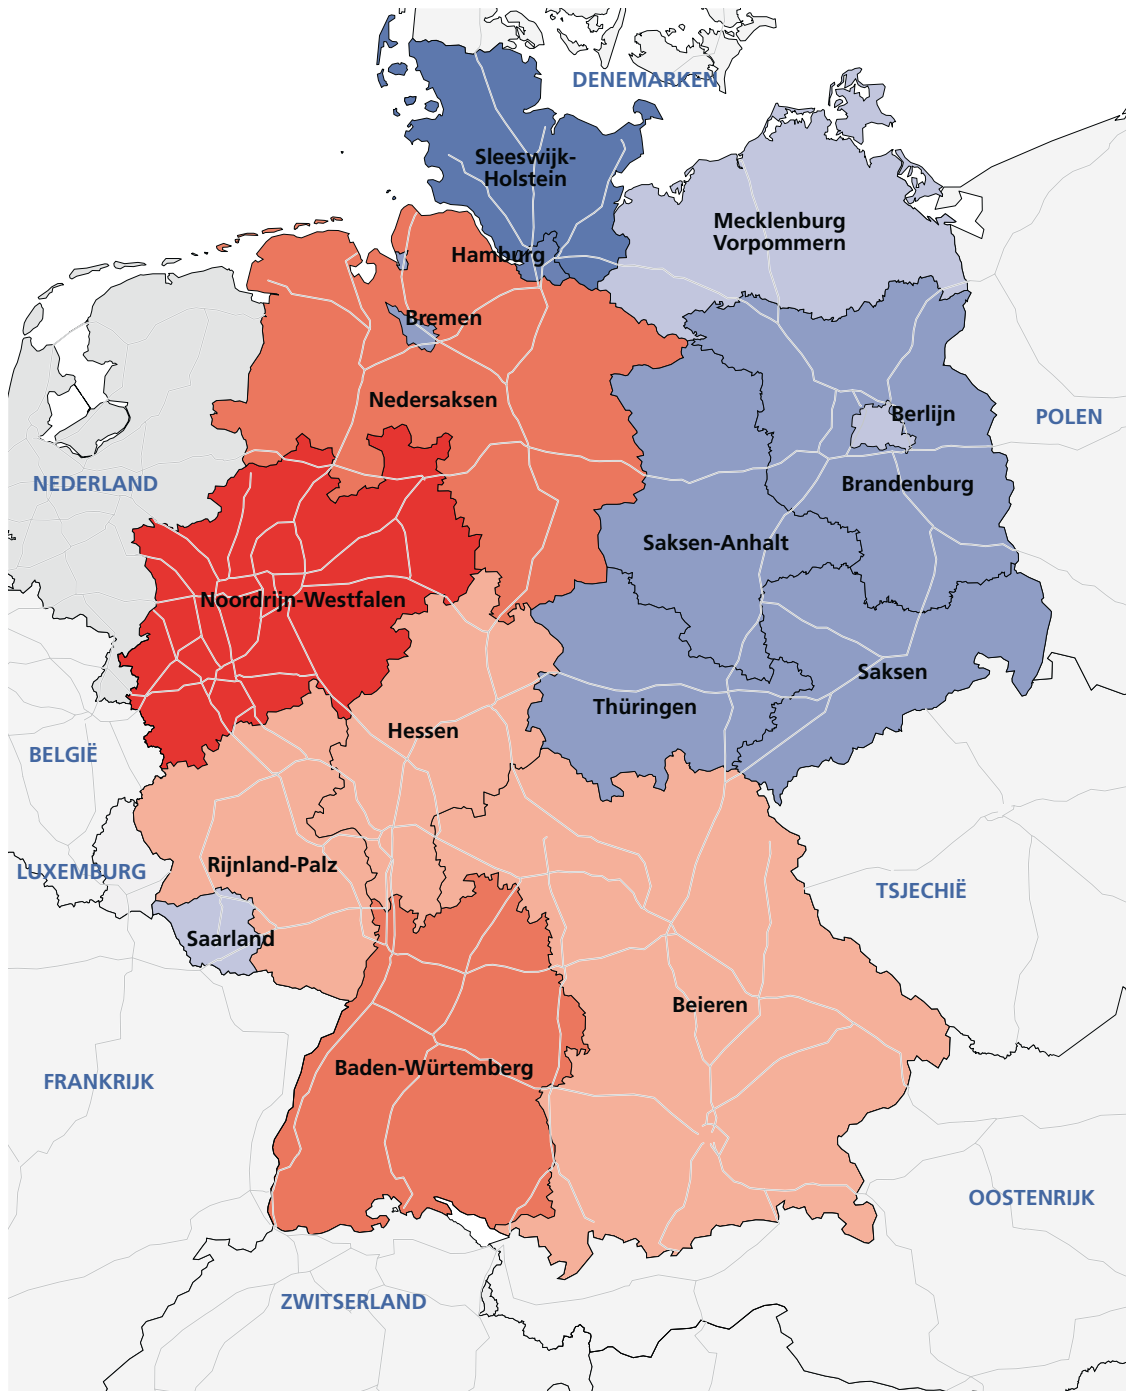 DENEMARKEN
Sleeswijk-
Holstein
Mecklenburg
Vorpommern
Hamburg
Bremen
Nedersaksen
Berlijn
POLEN
NEDERLAND
Brandenburg
Saksen-Anhalt
Noordrijn-Westfalen
Saksen
Thüringen
Hessen
BELGIË
Rijnland-Palz
LUXEMBURG
TSJECHIË
Saarland
Beieren
Baden-Würtemberg
FRANKRIJK
OOSTENRIJK
ZWITSERLAND